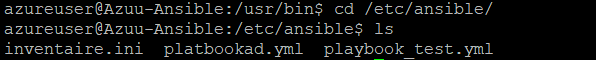 azureuser@Azuu-Ansible:/usr/bin$ cd /etc/ansible/
azureuser@Azuu-Ansible:/etc/ansible$ ls
inventaire.ini  platbookad.yml  playbook_test.yml